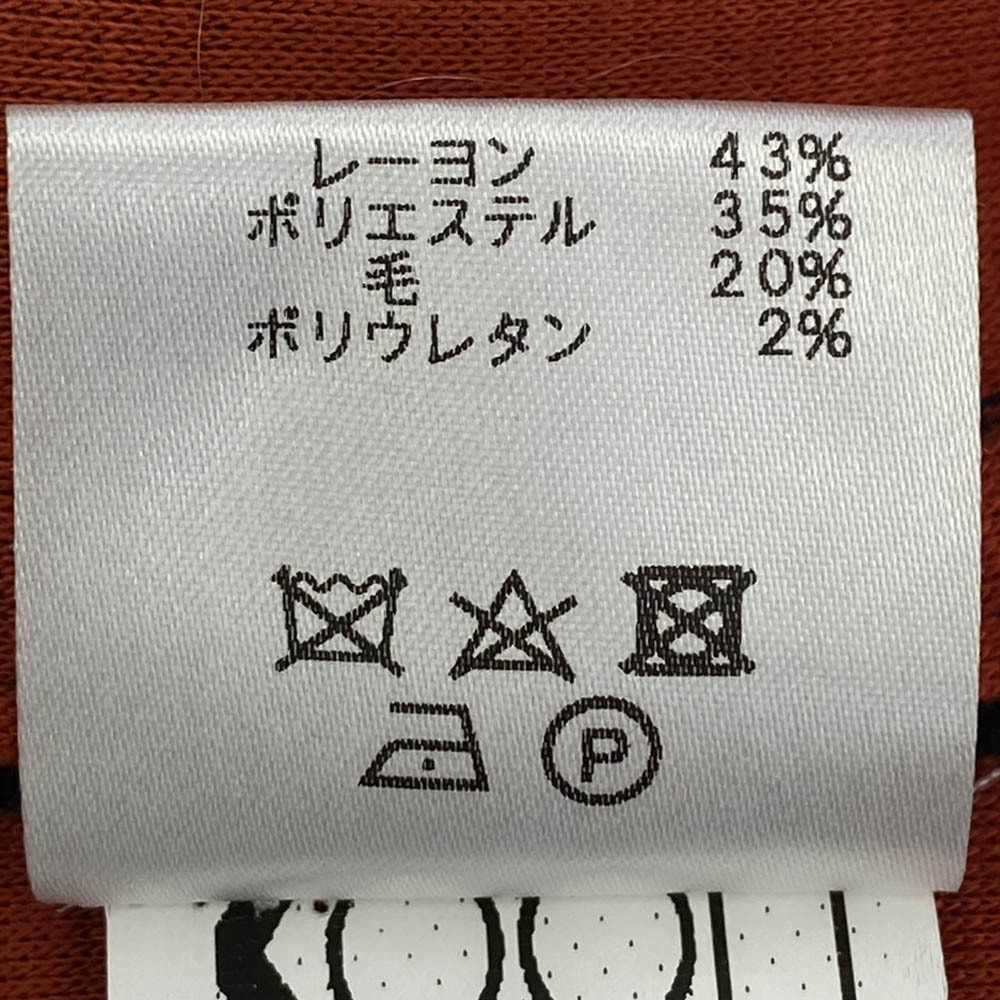 レーヨン 43%
ポリエステル 35%
毛 20%
ポリウレタン 2%
P